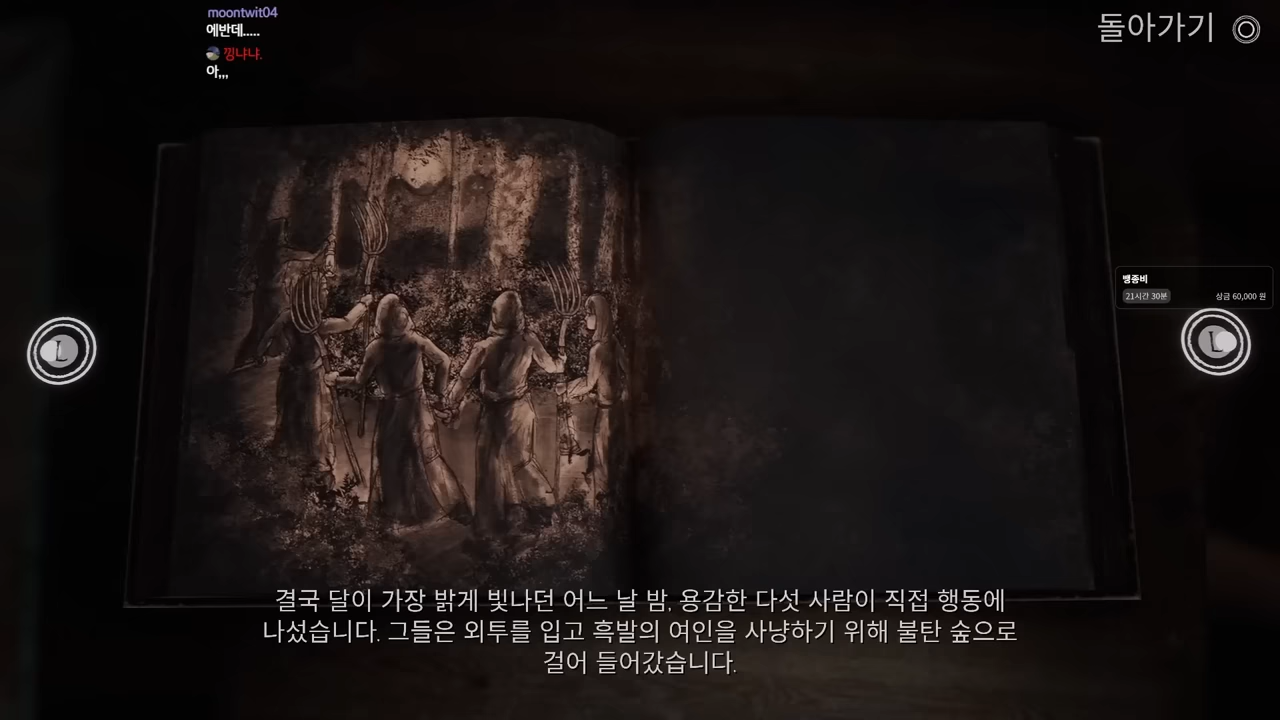 moontwit04
에반데.....
낑냐냐.
아,,,
돌아가기
뱅종비
21시간 30분
상금 60,000 원
L
L
결국 달이 가장 밝게 빛나던 어느 날 밤, 용감한 다섯 사람이 직접 행동에
나섰습니다. 그들은 외투를 입고 흑발의 여인을 사냥하기 위해 불탄 숲으로
걸어 들어갔습니다.